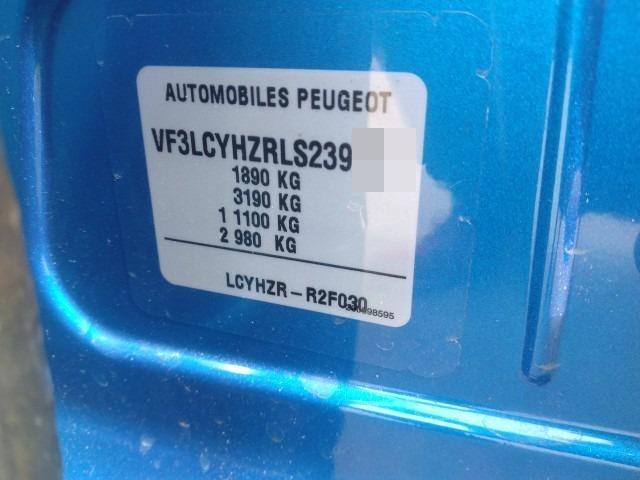 AUTOMOBILES PEUGEOT
VF3LCYHZRLS239
1890 KG
3190 KG
1 1100 KG
2 980 KG
LCYHZR-R2F030